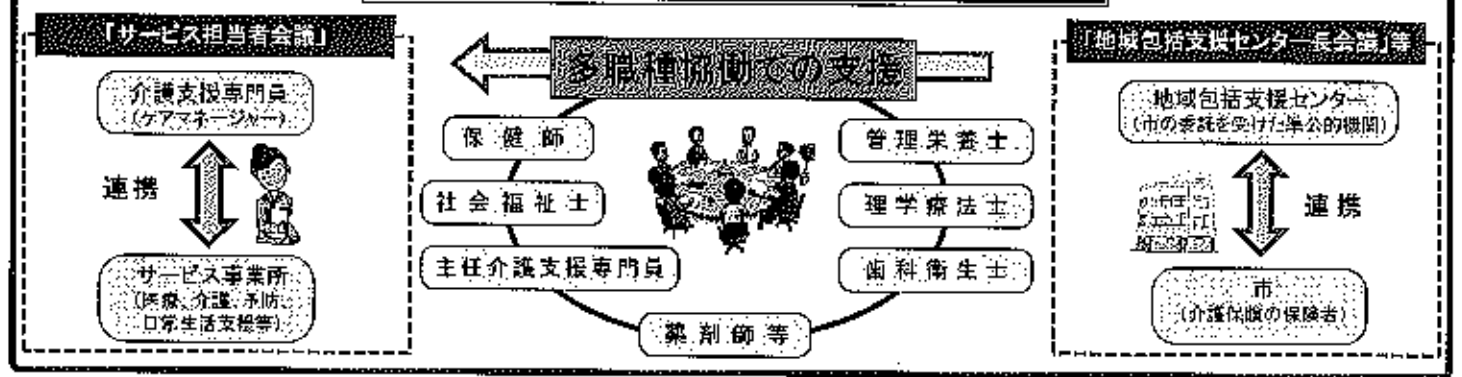 「サービス担当者会議」
介護支援専門員
(ケアマネージャー)
連携
サービス事業所
(医療、介護、予防、
日常生活支援等)
多職種協働での支援
保健師
社会福祉士
主任介護支援専門員
管理栄養士
理学療法士
歯科衛生士
薬剤師等
「地域包括支援センター長会議」等
地域包括支援センター
(市の委託を受けた準公的機関)
連携
市
(介護保険の保険者)